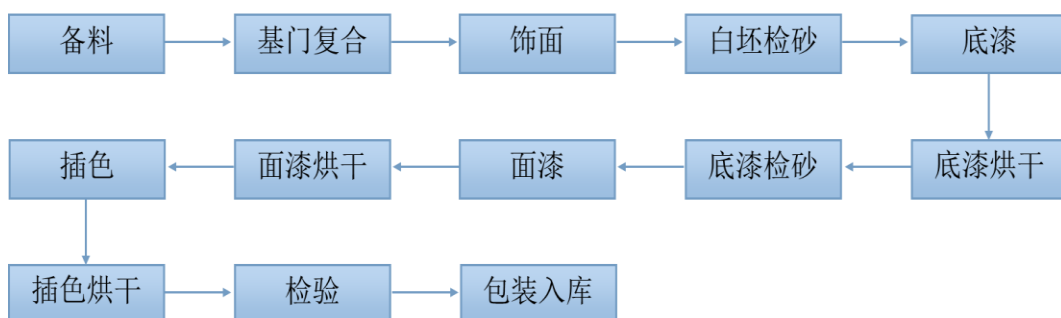 备料
基门复合
饰面
白坯检砂
底漆
底漆烘干
底漆检砂
面漆
面漆烘干
插色
插色烘干
检验
包装入库